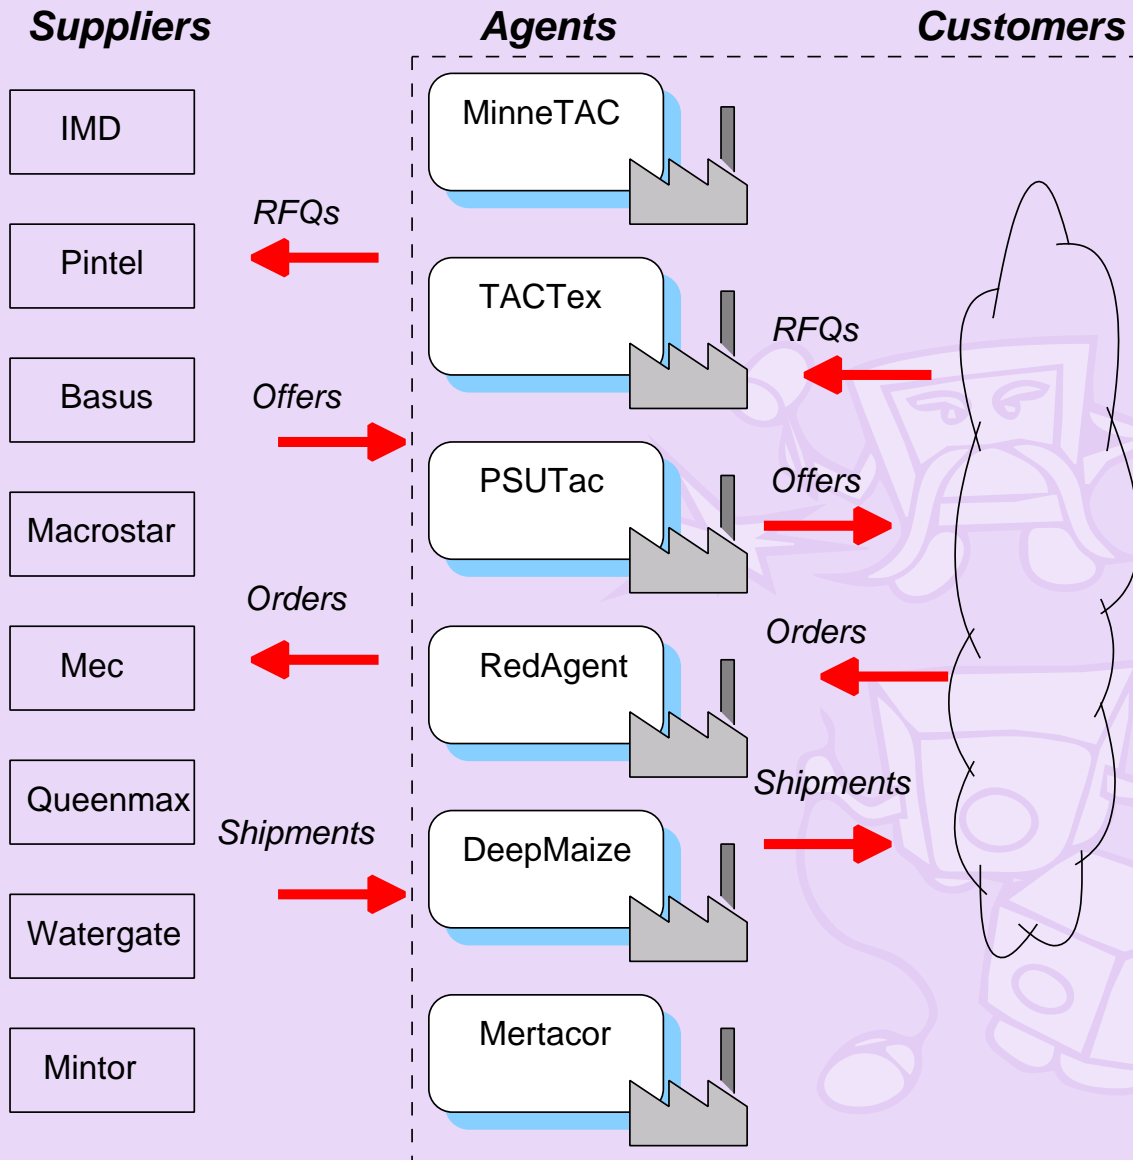 Suppliers
Agents
Customers
IMD
Pintel
Basus
Macrostar
Mec
Queenmax
Watergate
Mintor
RFQs
Offers
Orders
Shipments
MinneTAC
TACTex
PSUTac
RedAgent
DeepMaize
Mertacor
RFQs
Offers
Orders
Shipments